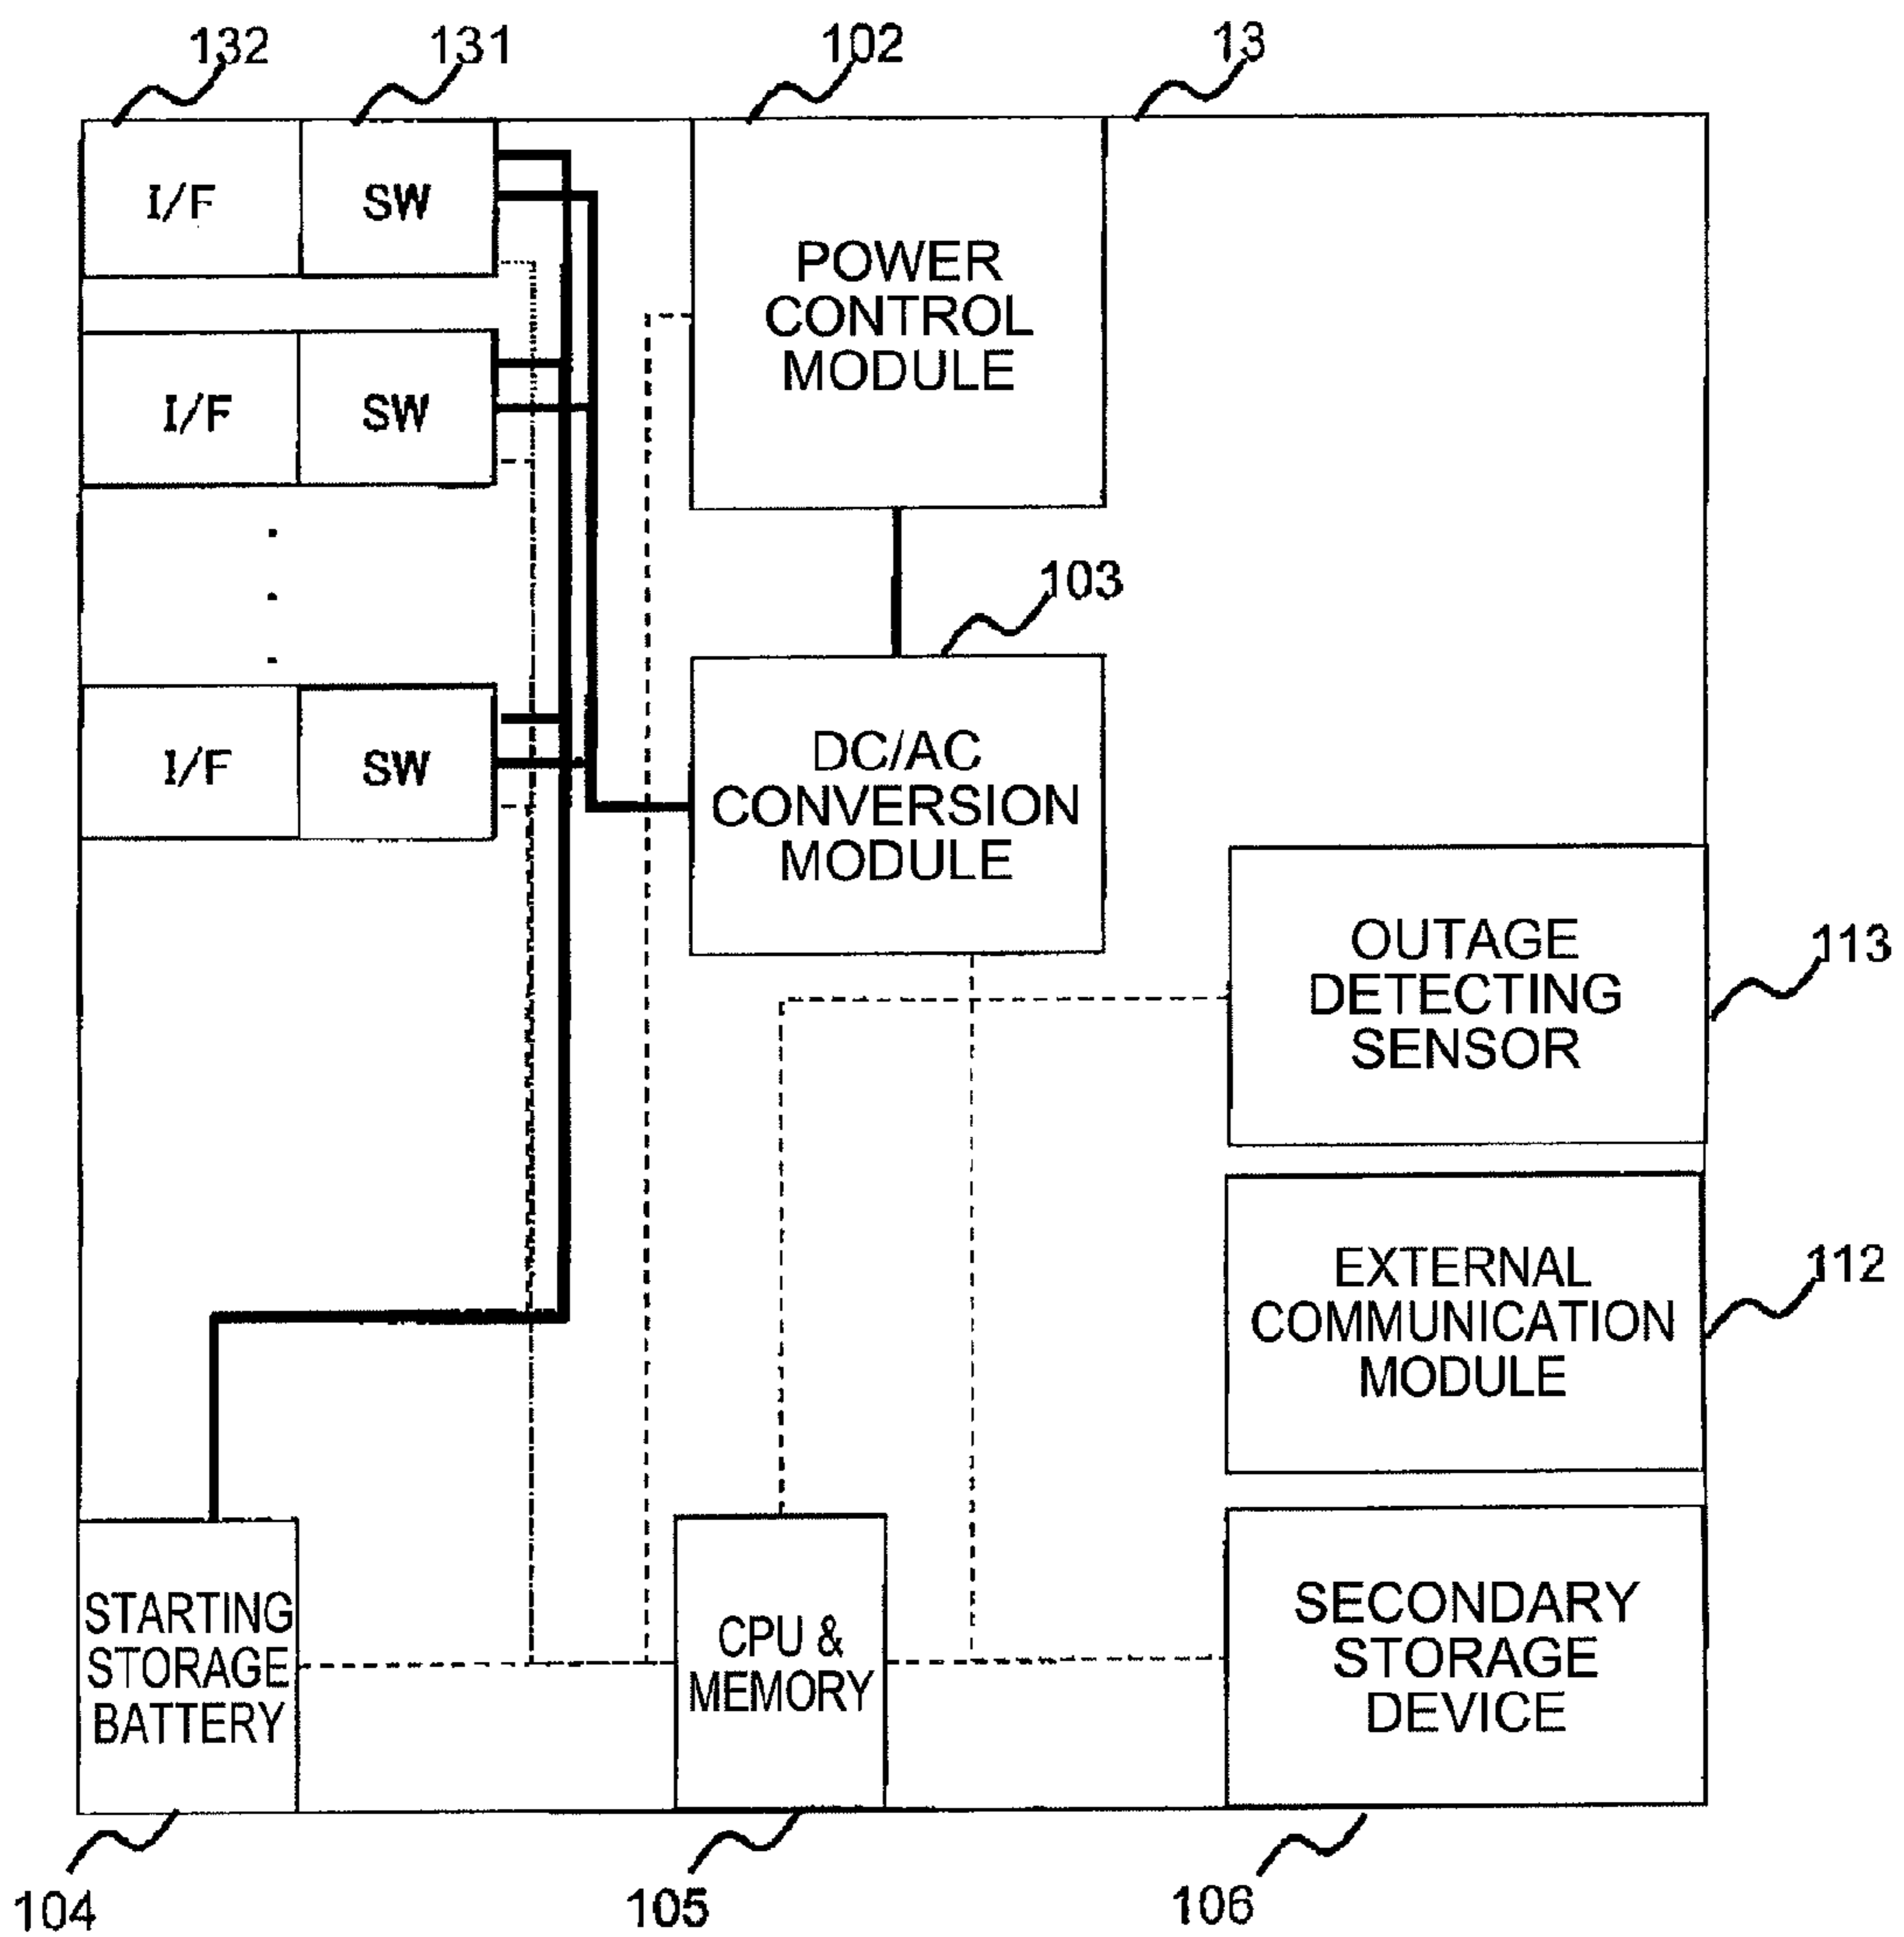 132
131
102
13
I/F
SW
POWER
CONTROL
MODULE
I/F
SW
103
I/F
SW
DC/AC
CONVERSION
MODULE
OUTAGE
DETECTING
SENSOR
113
EXTERNAL
COMMUNICATION
MODULE
112
STARTING
STORAGE
BATTERY
CPU &
MEMORY
SECONDARY
STORAGE
DEVICE
104
105
106